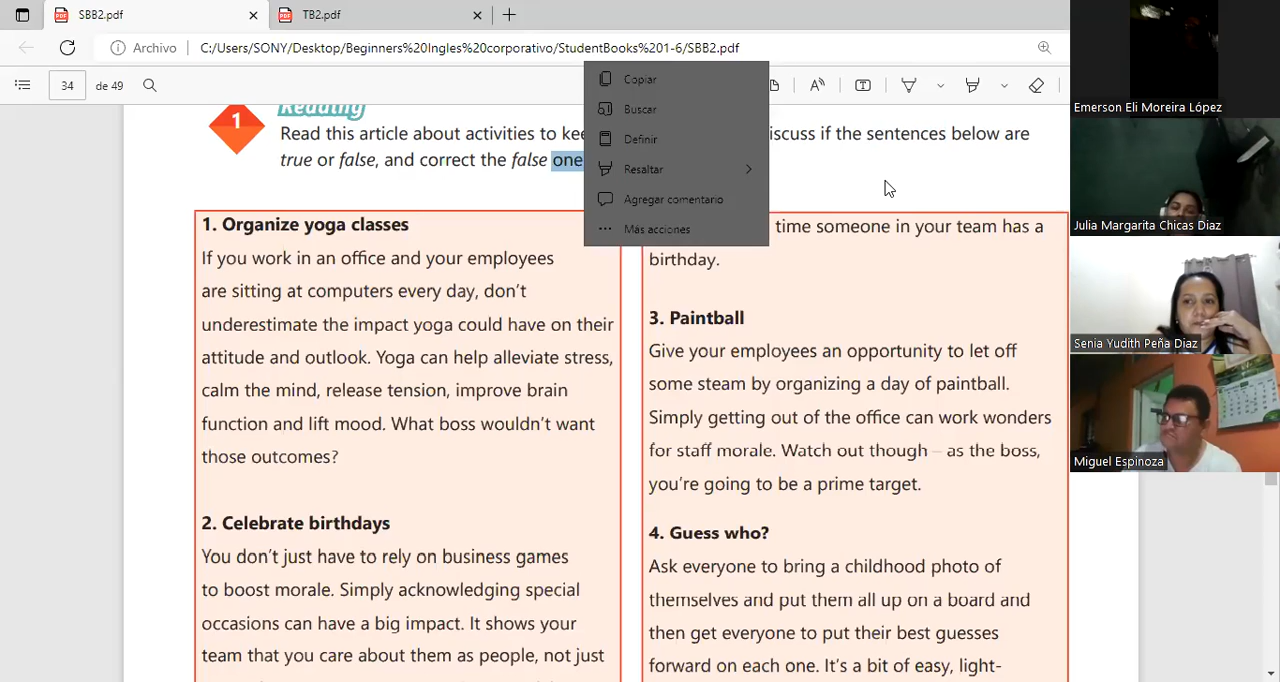 SBB2.pdf
TB2.pdf
Archivo
C:/Users/SONY/Desktop/Beginners%20Ingles%20corporativo/StudentBooks%201-6/SBB2.pdf
34
de 49
Copiar
Buscar
Definir
Resaltar
Agregar comentario
Más acciones
1
Reading
Read this article about activities to kee
iscuss if the sentences below are
true or false, and correct the false one
1. Organize yoga classes
If you work in an office and your employees
are sitting at computers every day, don't
underestimate the impact yoga could have on their
attitude and outlook. Yoga can help alleviate stress,
calm the mind, release tension, improve brain
function and lift mood. What boss wouldn't want
those outcomes?
2. Celebrate birthdays
You don't just have to rely on business games
to boost morale. Simply acknowledging special
occasions can have a big impact. It shows your
team that you care about them as people, not just
time someone in your team has a
birthday.
3. Paintball
Give your employees an opportunity to let off
some steam by organizing a day of paintball.
Simply getting out of the office can work wonders
for staff morale. Watch out though – as the boss,
you're going to be a prime target.
4. Guess who?
Ask everyone to bring a childhood photo of
themselves and put them all up on a board and
then get everyone to put their best guesses
forward on each one. It's a bit of easy, light-
Emerson Eli Moreira López
Julia Margarita Chicas Diaz
Senia Yudith Peña Diaz
Miguel Espinoza